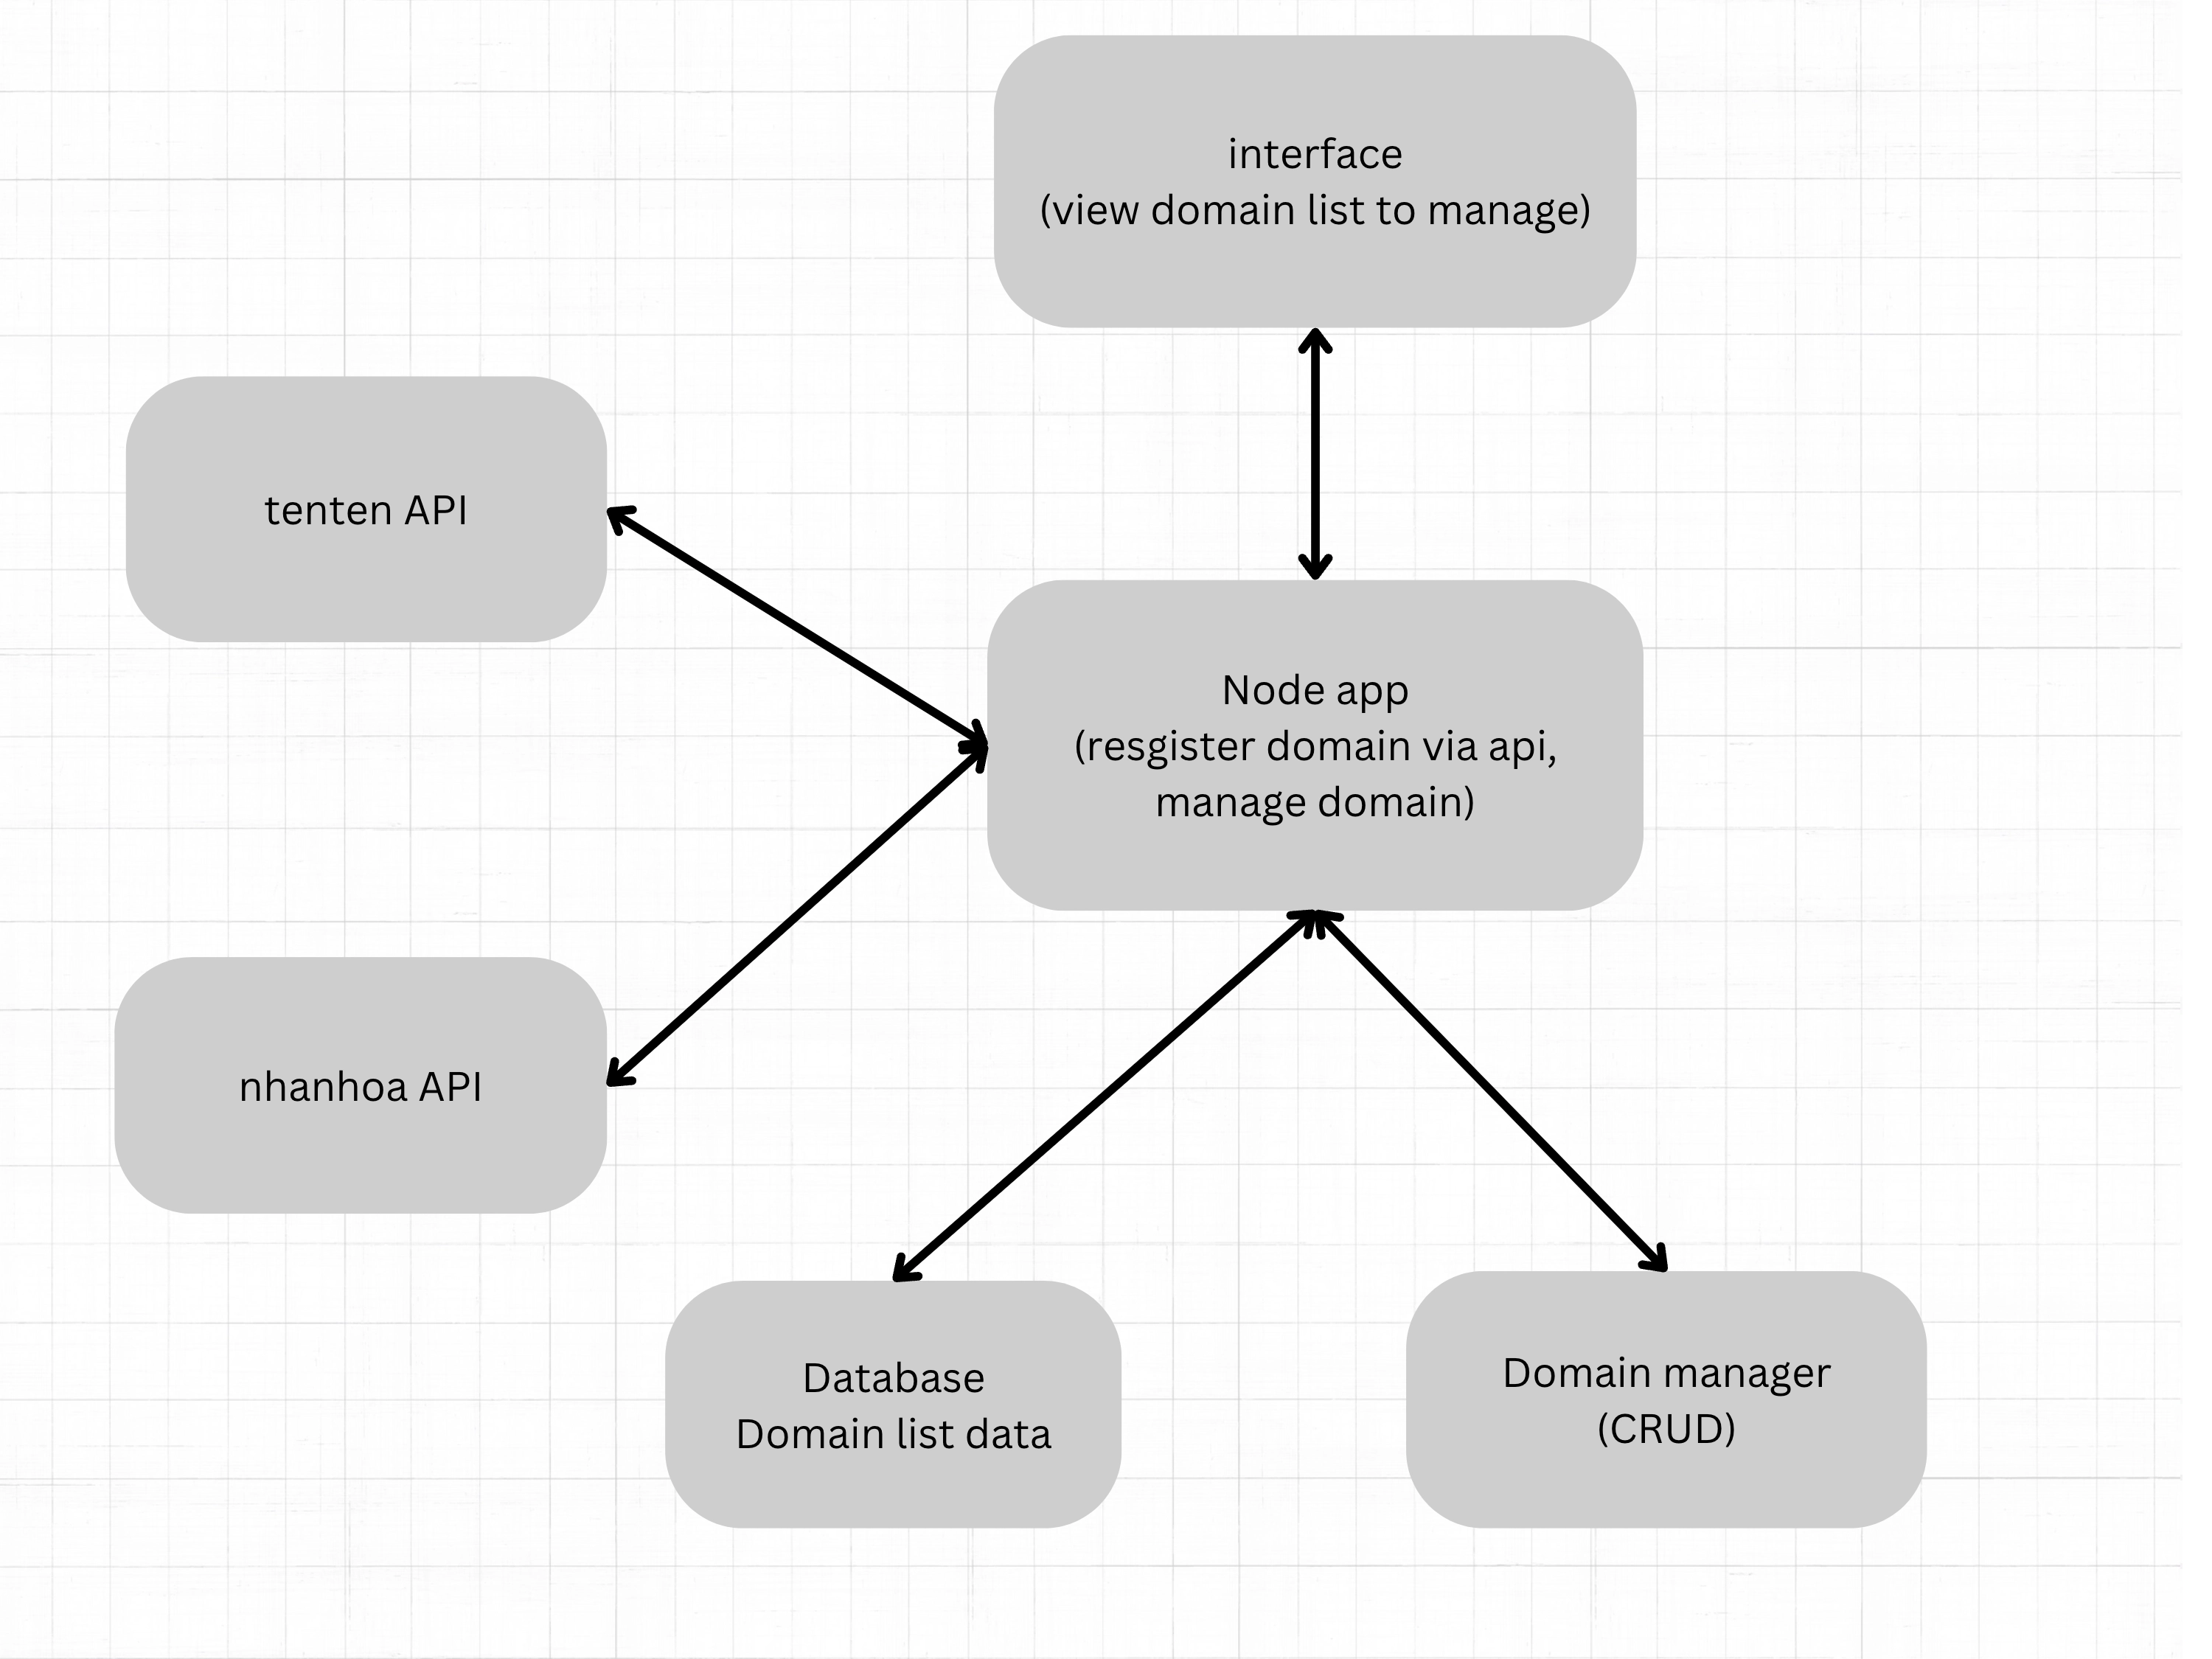 interface
(view domain list to manage)
tenten API
Node app
(resgister domain via api,
manage domain)
nhanhoa API
Database
Domain list data
Domain manager
(CRUD)